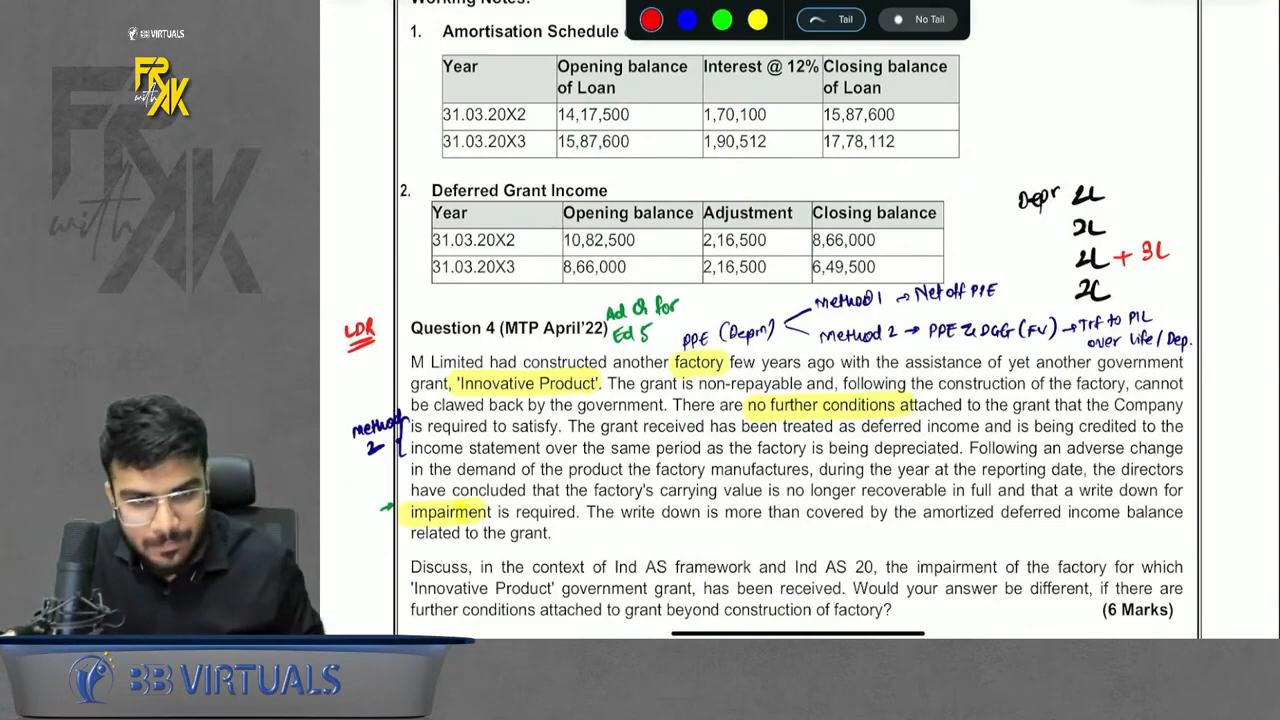 Working Notes:
Tail
No Tail
BB VIRTUALS
FR with AK
1. Amortisation Schedule
Year Opening balance of Loan Interest @ 12% Closing balance of Loan
31.03.20X2 14,17,500 1,70,100 15,87,600
31.03.20X3 15,87,600 1,90,512 17,78,112
2. Deferred Grant Income
Year Opening balance Adjustment Closing balance
31.03.20X2 10,82,500 2,16,500 8,66,000
31.03.20X3 8,66,000 2,16,500 6,49,500
Depr 2L
2L
2L + 3L
2L
LDR
Question 4 (MTP April'22)
Ad Q for
Ed 5
PPE (Deprn)
Method 1 → Net off PPE
Method 2 → PPE & DGG (FV) → Trf to P/L
over life / Dep.
M Limited had constructed another factory few years ago with the assistance of yet another government
grant, 'Innovative Product'. The grant is non-repayable and, following the construction of the factory, cannot
be clawed back by the government. There are no further conditions attached to the grant that the Company
is required to satisfy. The grant received has been treated as deferred income and is being credited to the
income statement over the same period as the factory is being depreciated. Following an adverse change
in the demand of the product the factory manufactures, during the year at the reporting date, the directors
have concluded that the factory's carrying value is no longer recoverable in full and that a write down for
impairment is required. The write down is more than covered by the amortized deferred income balance
related to the grant.
Method
2
Discuss, in the context of Ind AS framework and Ind AS 20, the impairment of the factory for which
'Innovative Product' government grant, has been received. Would your answer be different, if there are
further conditions attached to grant beyond construction of factory? (6 Marks)
BB VIRTUALS